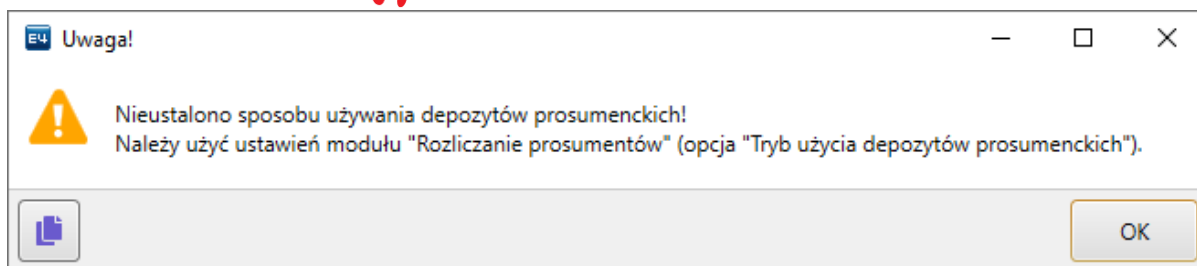 E4 Uwaga!
Nieustalono sposobu używania depozytów prosumenckich!
Należy użyć ustawień modułu "Rozliczanie prosumentów" (opcja "Tryb użycia depozytów prosumenckich").
OK